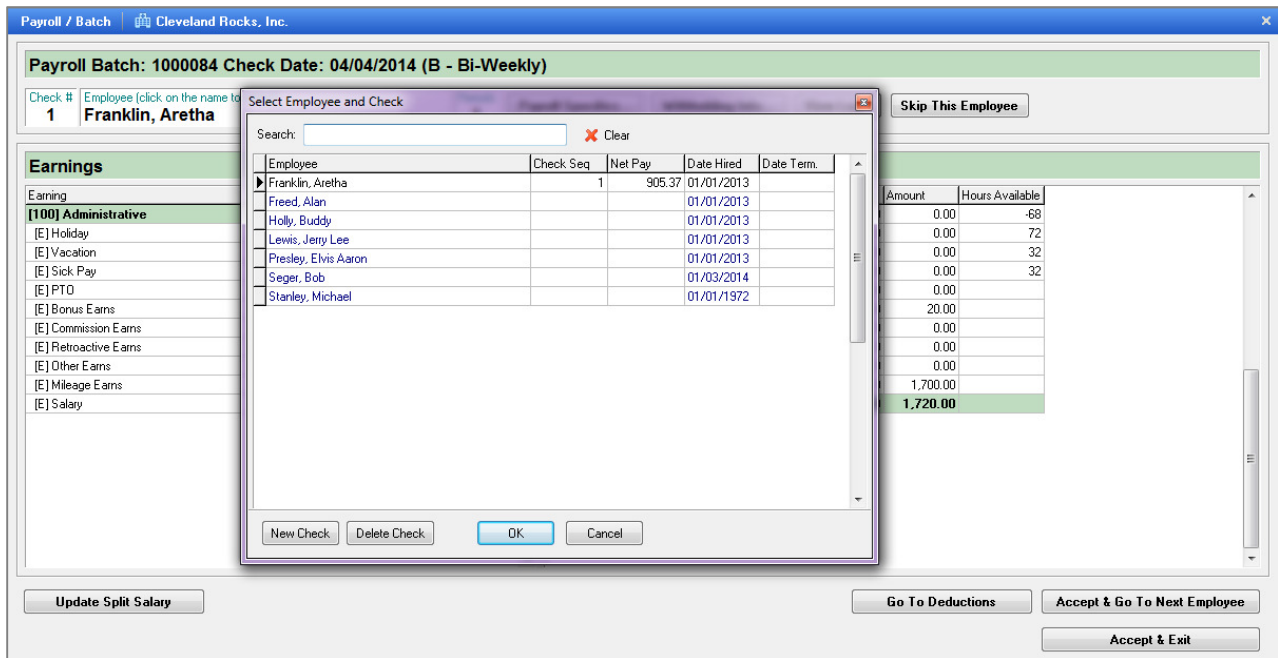 Payroll / Batch Cleveland Rocks, Inc.
Payroll Batch: 1000084 Check Date: 04/04/2014 (B - Bi-Weekly)
Check # Employee (click on the name to
1 Franklin, Aretha
Skip This Employee
Select Employee and Check
Search: Clear
Employee Check Seq Net Pay Date Hired Date Term.
Franklin, Aretha 1 905.37 01/01/2013
Freed, Alan 01/01/2013
Holly, Buddy 01/01/2013
Lewis, Jerry Lee 01/01/2013
Presley, Elvis Aaron 01/01/2013
Seger, Bob 01/03/2014
Stanley, Michael 01/01/1972
New Check Delete Check OK Cancel
Earnings
Earning Amount Hours Available
[100] Administrative 0.00 -68
[E] Holiday 0.00 72
[E] Vacation 0.00 32
[E] Sick Pay 0.00 32
[E] PTO 0.00
[E] Bonus Earns 20.00
[E] Commission Earns 0.00
[E] Retroactive Earns 0.00
[E] Other Earns 0.00
[E] Mileage Earns 1,700.00
[E] Salary 1,720.00
Update Split Salary Go To Deductions Accept & Go To Next Employee
Accept & Exit